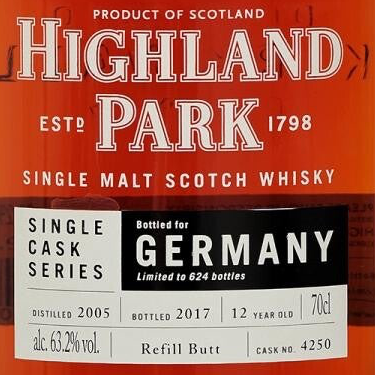 PRODUCT OF SCOTLAND
HIGHLAND
PARK
ESTD 1798
SINGLE MALT SCOTCH WHISKY
SINGLE
CASK
SERIES
Bottled for
GERMANY
Limited to 624 bottles
DISTILLED 2005 BOTTLED 2017 12 YEAR OLD 70cl
alc. 63.2% vol. Refill Butt CASK NO. 4250